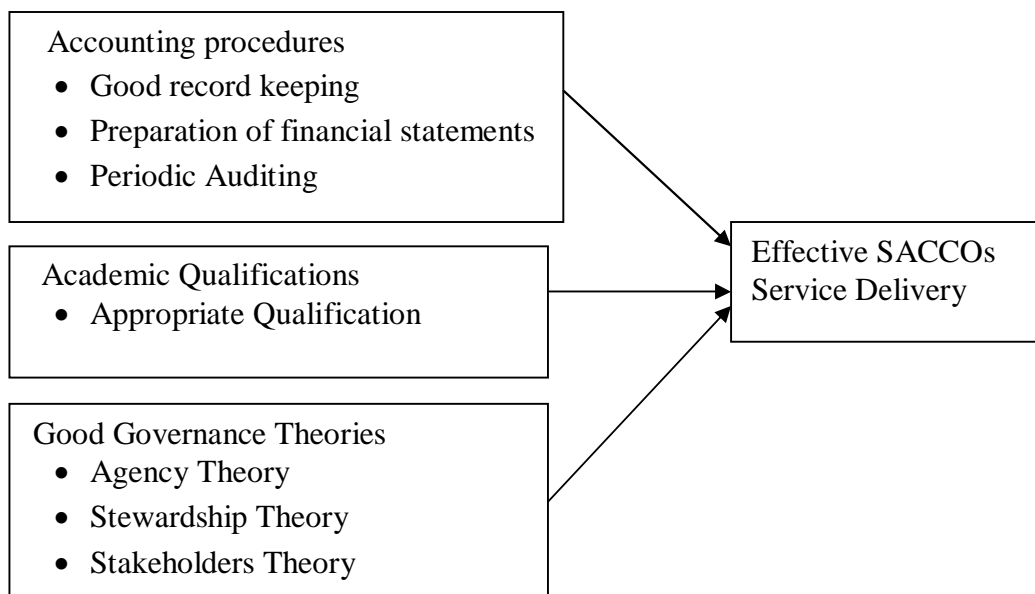 Accounting procedures
• Good record keeping
• Preparation of financial statements
• Periodic Auditing
Academic Qualifications
• Appropriate Qualification
Good Governance Theories
• Agency Theory
• Stewardship Theory
• Stakeholders Theory
Effective SACCOs
Service Delivery